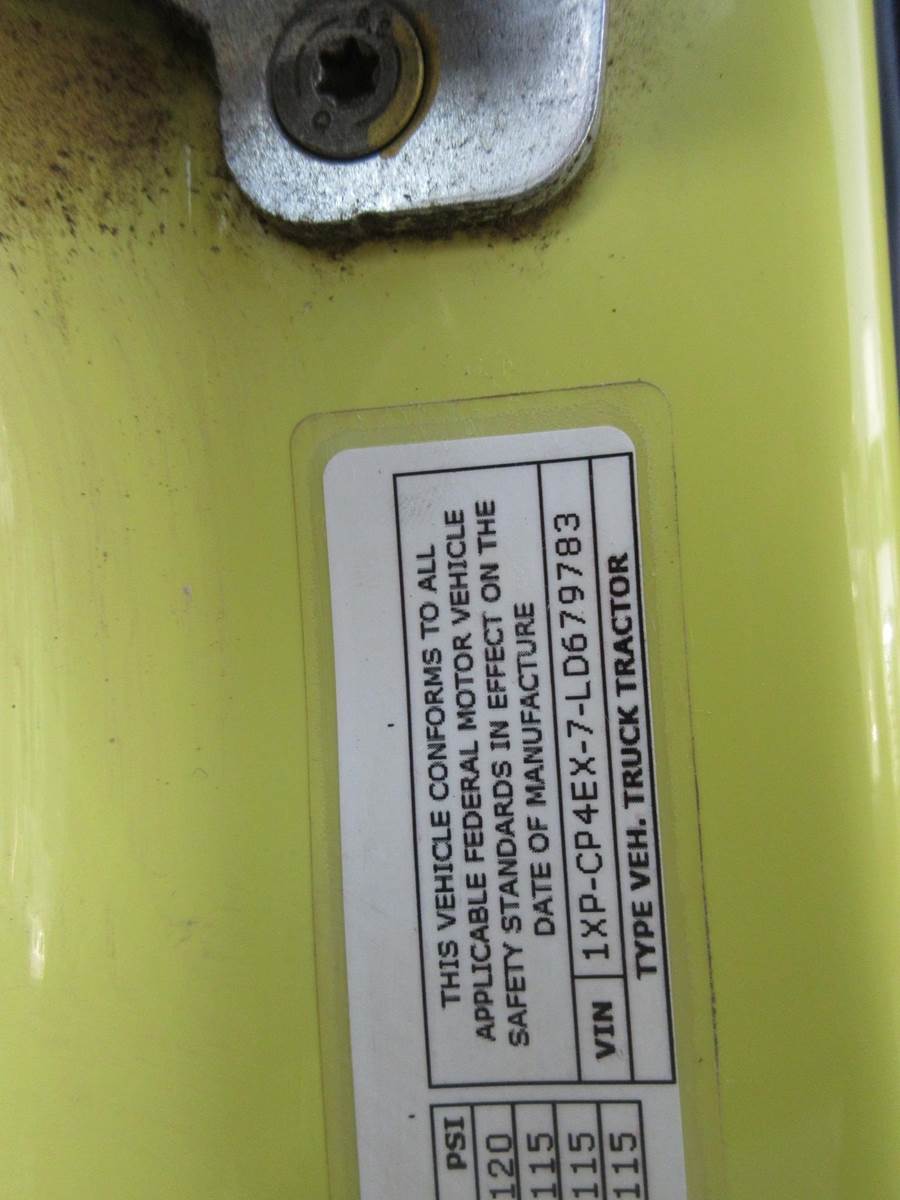 THIS VEHICLE CONFORMS TO ALL
APPLICABLE FEDERAL MOTOR VEHICLE
SAFETY STANDARDS IN EFFECT ON THE
DATE OF MANUFACTURE
VIN 1XP-CP4EX-7-LD679783
TYPE VEH. TRUCK TRACTOR
PSI
120
115
115
115